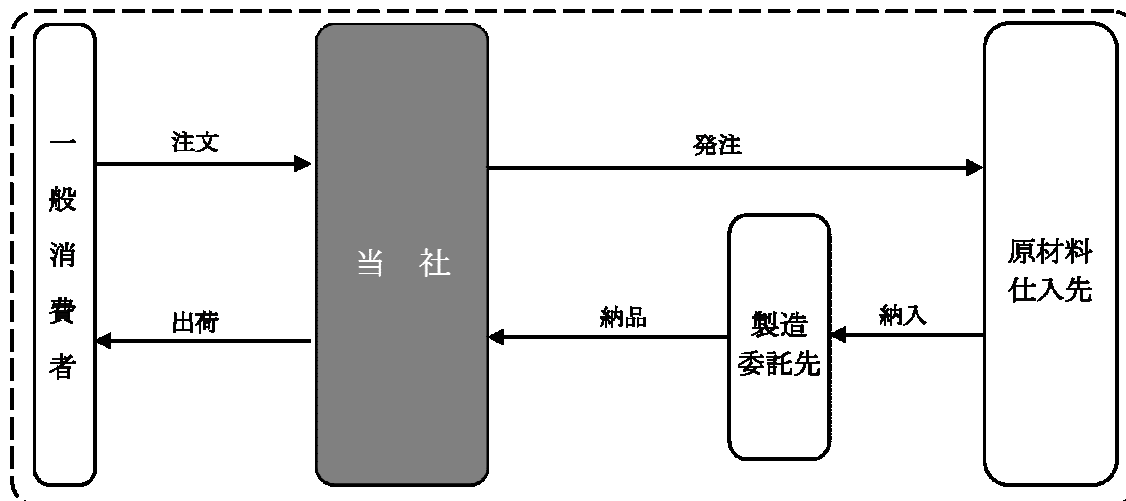 一般消費者
注文
出荷
当 社
発注
納品
製造
委託先
納入
原材料
仕入先